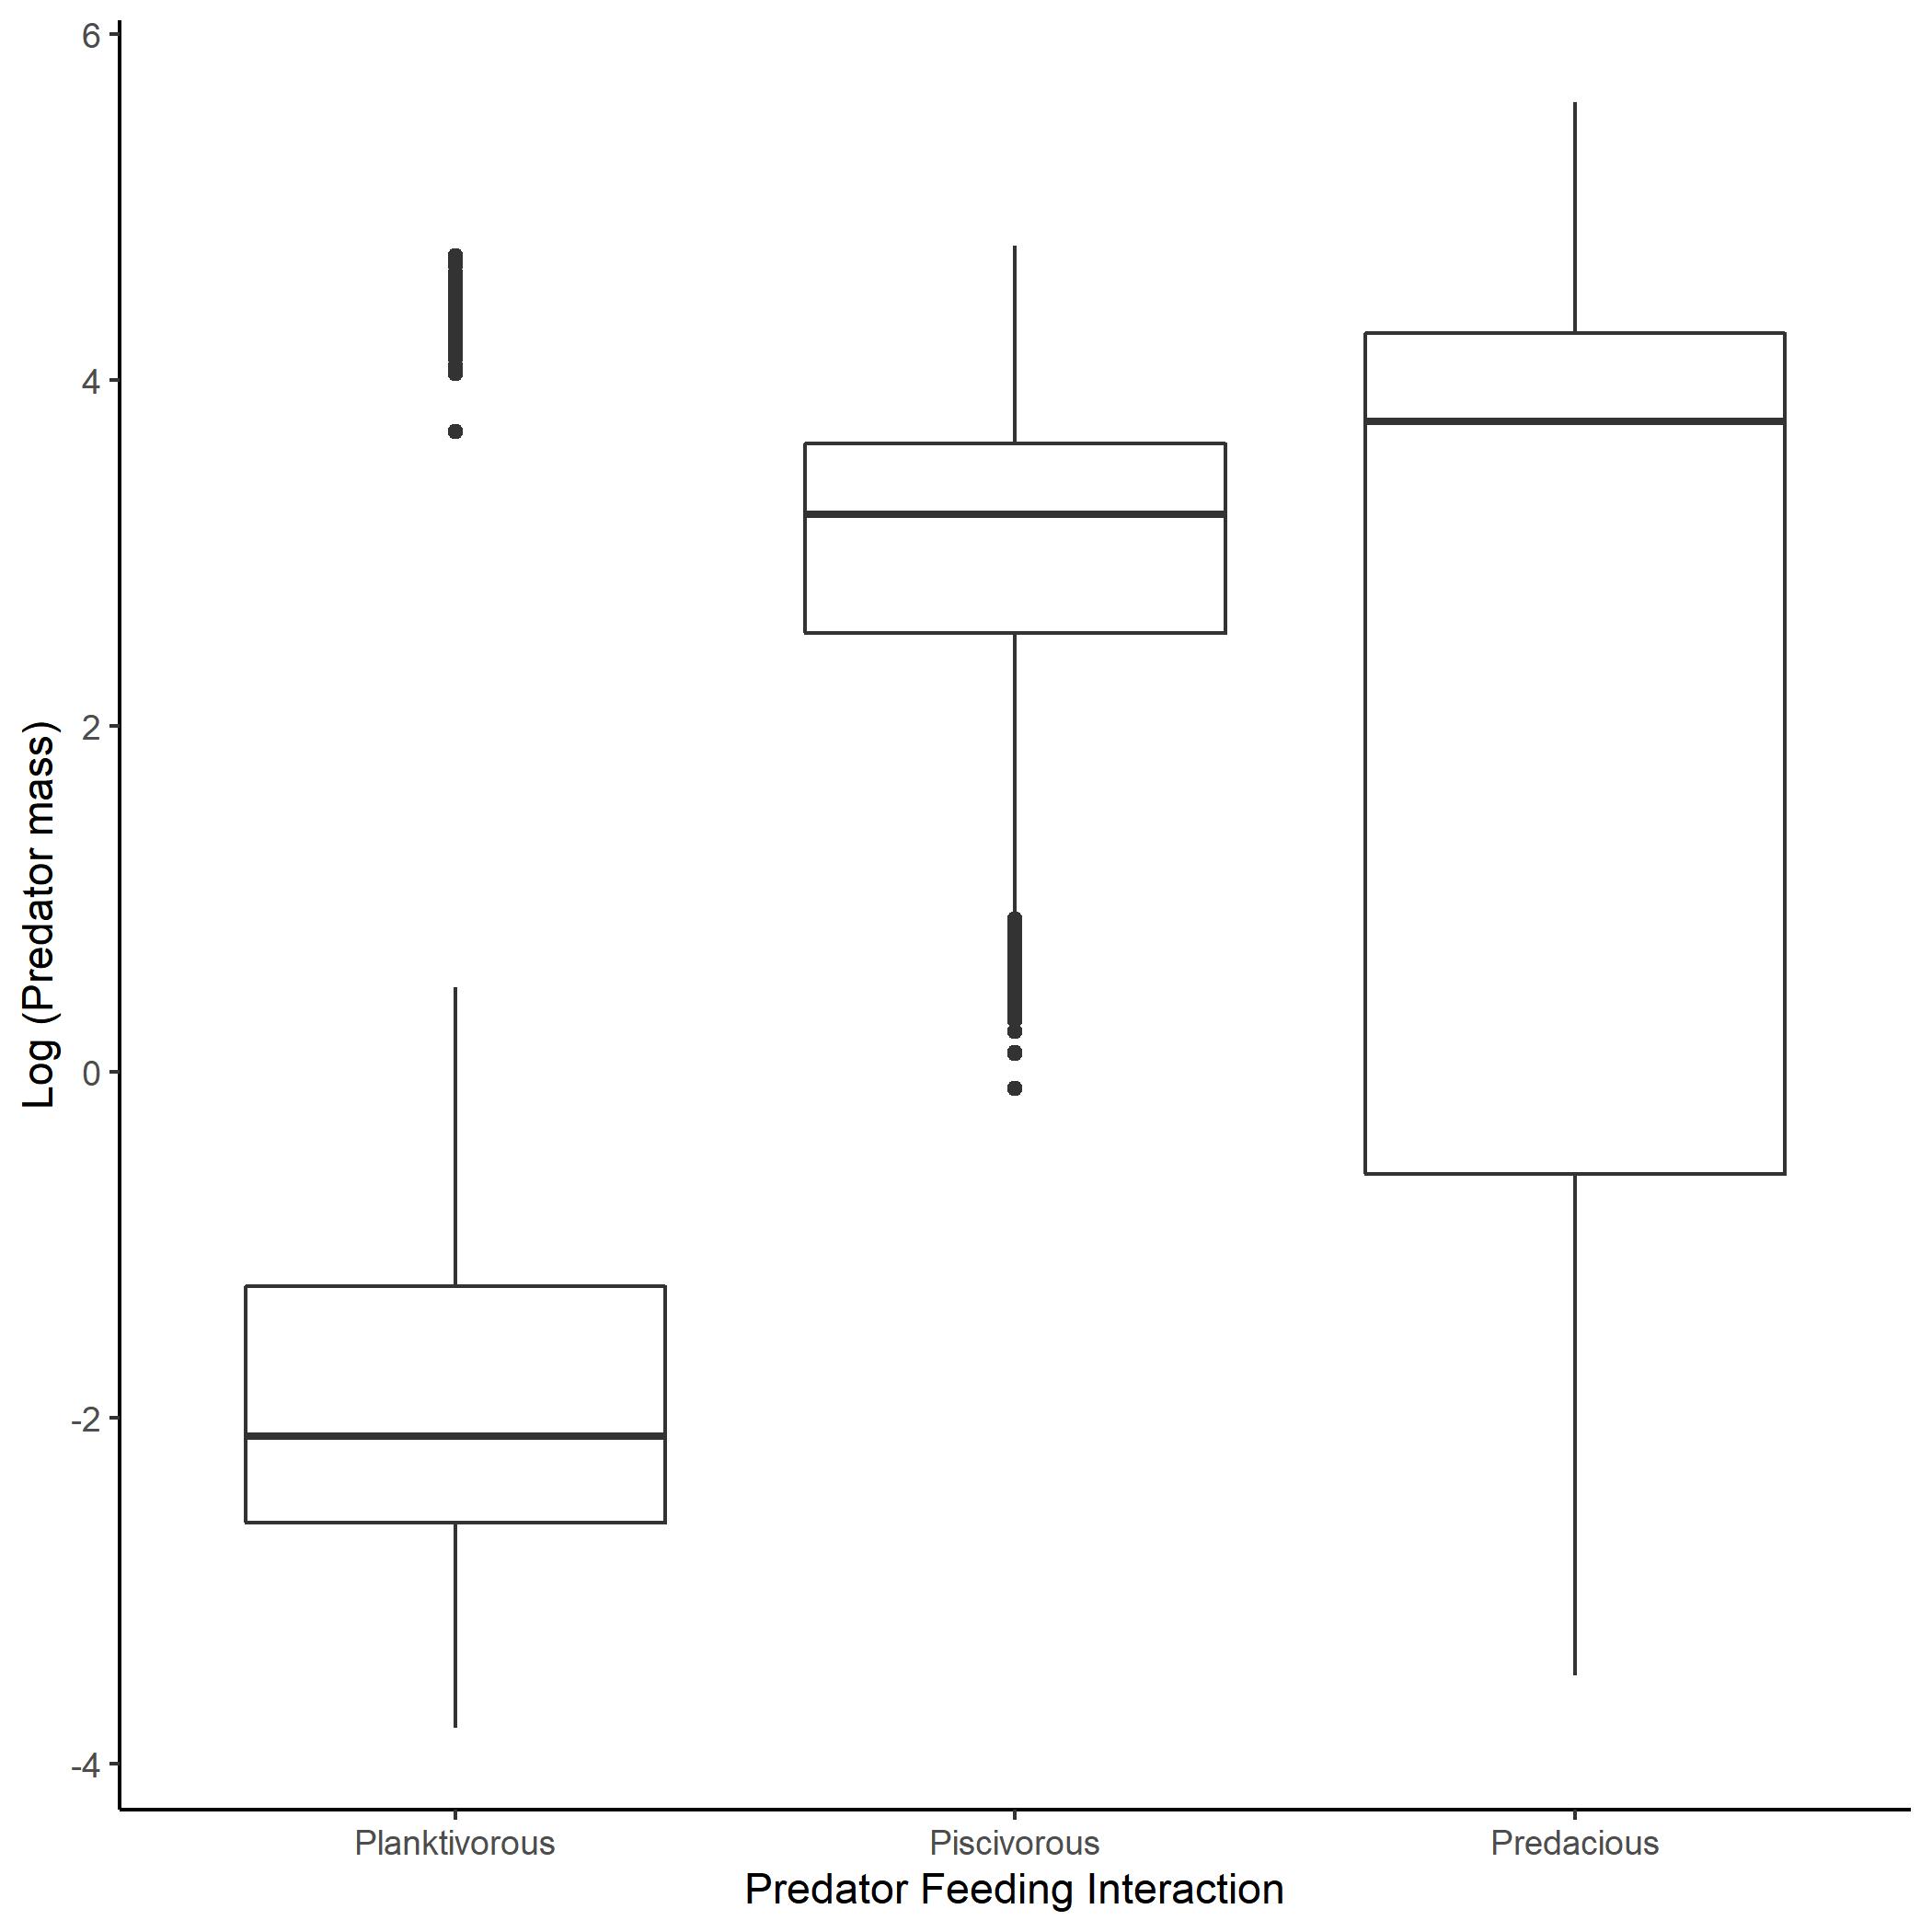 Log (Predator mass)
6
4
2
0
-2
-4
Planktivorous Piscivorous Predacious
Predator Feeding Interaction